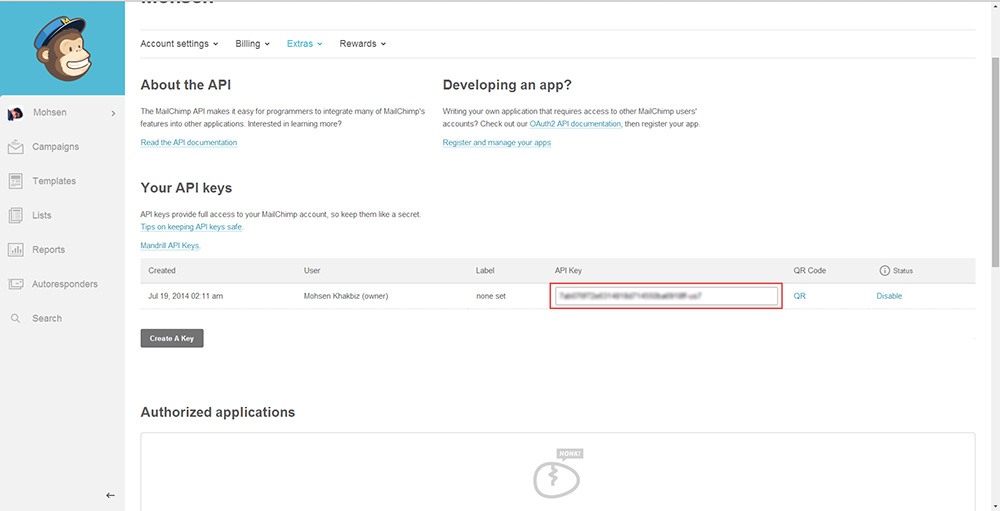 Mohsen
Account settings
Billing
Extras
Rewards
About the API
The MailChimp API makes it easy for programmers to integrate many of MailChimp's
features into other applications. Interested in learning more?
Read the API documentation
Developing an app?
Writing your own application that requires access to other MailChimp users'
accounts? Check out our OAuth2 API documentation, then register your app.
Register and manage your apps
Mohsen
Campaigns
Templates
Lists
Reports
Autoresponders
Search
Your API keys
API keys provide full access to your MailChimp account, so keep them like a secret.
Tips on keeping API keys safe.
Mandrill API Keys.
Created User Label API Key QR Code Status
Jul 19, 2014 02:11 am Mohsen Khakbiz (owner) none set QR Disable
Create A Key
Authorized applications
HONK!